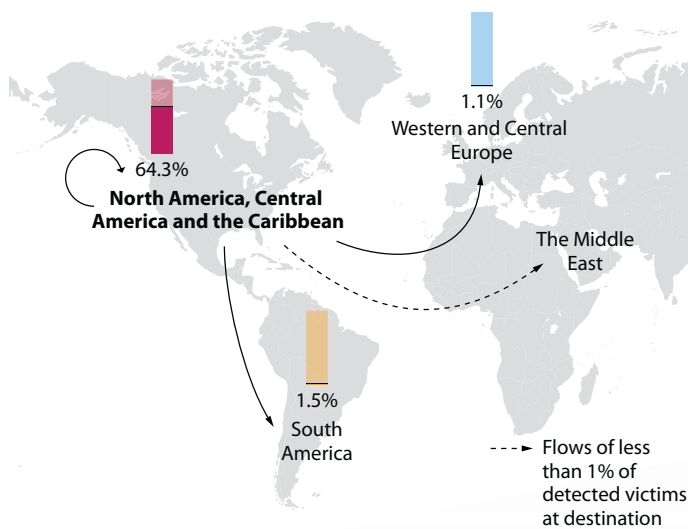 1.1%
Western and Central
Europe
64.3%
North America, Central
America and the Caribbean
The Middle
East
1.5%
South
America
Flows of less
than 1% of
detected victims
at destination